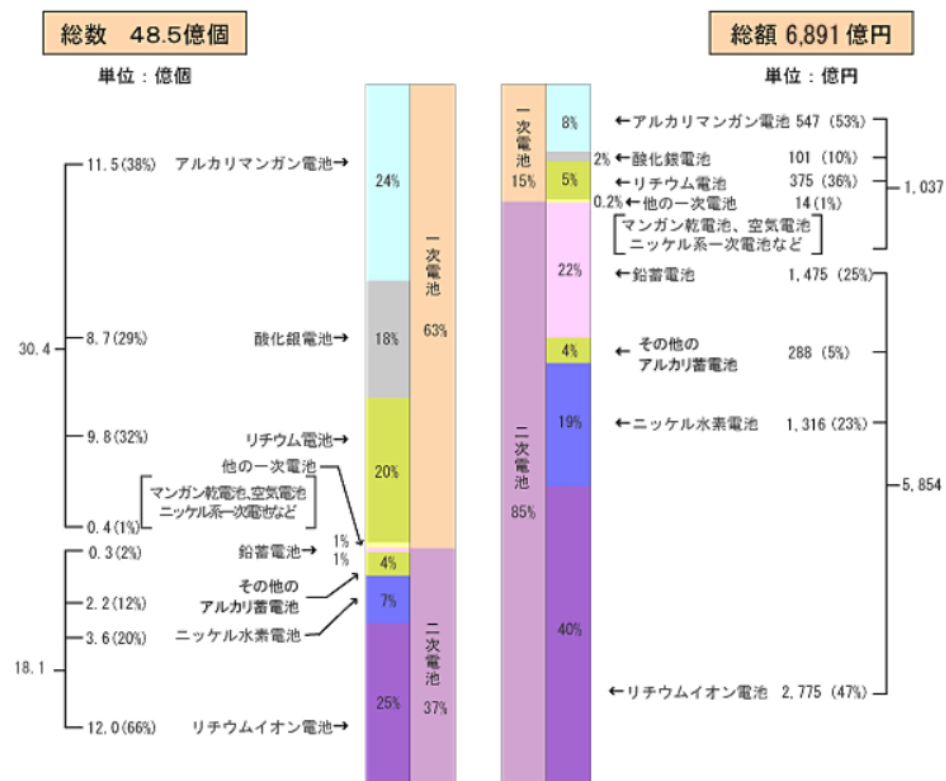 総数 48.5億個
単位:億個
11.5(38%) アルカリマンガン電池→
24%
一次電池
63%
30.4
8.7(29%) 酸化銀電池→
18%
9.8(32%) リチウム電池→
20%
他の一次電池
マンガン乾電池、空気電池
ニッケル系一次電池など
0.4(1%)
1%
0.3(2%) 鉛蓄電池→
1%
4%
その他の
アルカリ蓄電池
2.2(12%)
7%
3.6(20%) ニッケル水素電池
二次電池
37%
18.1
25%
12.0(66%) リチウムイオン電池→
総額 6,891 億円
単位:億円
一次電池
15%
8%
←アルカリマンガン電池 547 (53%)
2%
←酸化銀電池 101 (10%)
5%
←リチウム電池 375 (36%)
1,037
0.2%
←他の一次電池 14(1%)
マンガン乾電池、空気電池
ニッケル系一次電池など
22%
←鉛蓄電池 1,475 (25%)
4%
← その他の
アルカリ蓄電池
288 (5%)
19%
←ニッケル水素電池 1,316 (23%)
二次電池
85%
5,854
40%
←リチウムイオン電池 2,775 (47%)